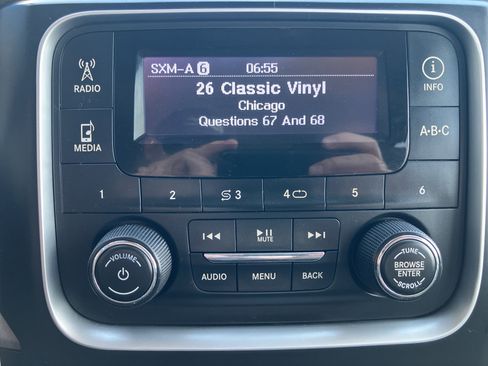 SXM-A 6 06:55
26 Classic Vinyl
Chicago
Questions 67 And 68
RADIO
MEDIA
INFO
A·B·C
1 2 3 4 5 6
MUTE
VOLUME
AUDIO MENU BACK
TUNE
BROWSE
ENTER
SCROLL